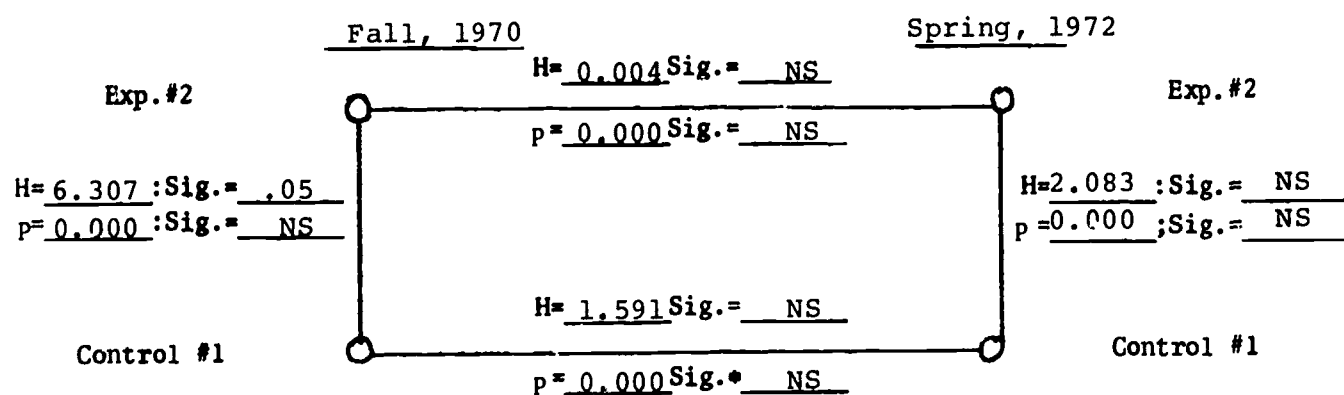 Fall, 1970
Spring, 1972
H= 0.004 Sig.= NS
Exp.#2
Exp.#2
p= 0.000 Sig.= NS
H= 6.307 :Sig.= .05
H=2.083 :Sig.= NS
p= 0.000 :Sig.= NS
p =0.000 ;Sig.= NS
H= 1.591 Sig.= NS
Control #1
Control #1
p= 0.000 Sig.= NS